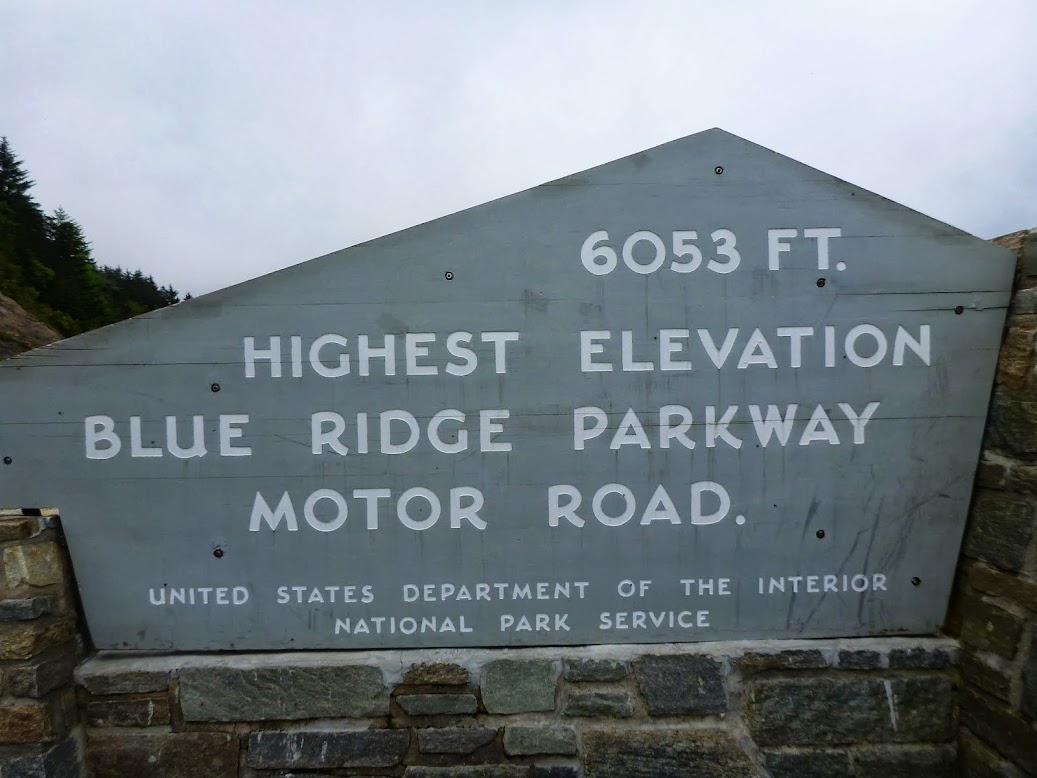 6053 FT.
HIGHEST ELEVATION
BLUE RIDGE PARKWAY
MOTOR ROAD.
UNITED STATES DEPARTMENT OF THE INTERIOR
NATIONAL PARK SERVICE